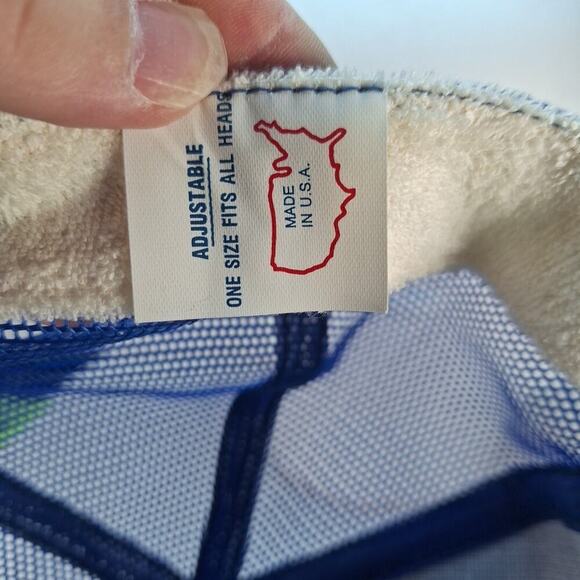 ADJUSTABLE
ONE SIZE FITS ALL HEADS
MADE
IN U.S.A.